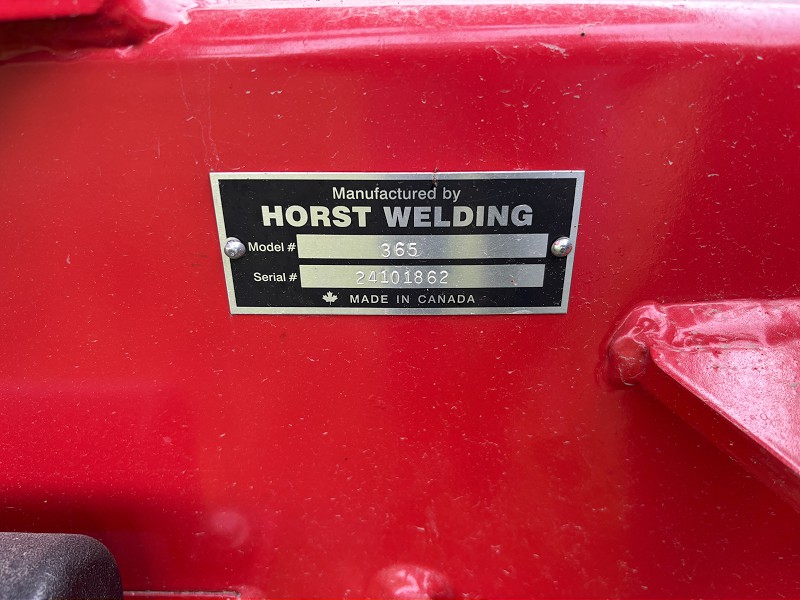 Manufactured by
HORST WELDING
Model # 365
Serial # 24101862
MADE IN CANADA